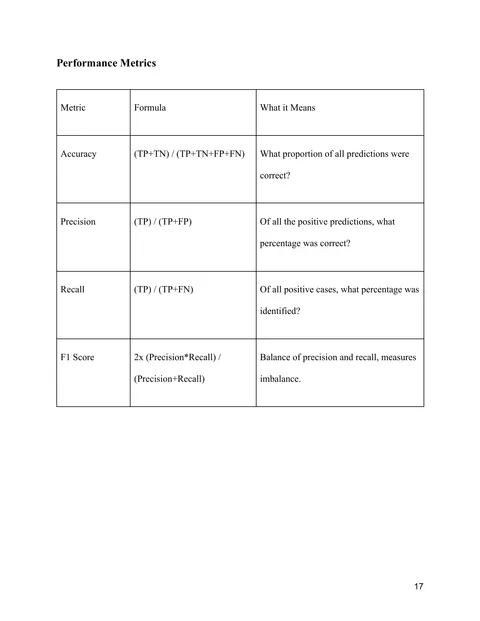 Performance Metrics
Metric
Formula
What it Means
Accuracy
(TP+TN) / (TP+TN+FP+FN)
What proportion of all predictions were
correct?
Precision
(TP) / (TP+FP)
Of all the positive predictions, what
percentage was correct?
Recall
(TP) / (TP+FN)
Of all positive cases, what percentage was
identified?
F1 Score
2x (Precision*Recall) /
(Precision+Recall)
Balance of precision and recall, measures
imbalance.
17